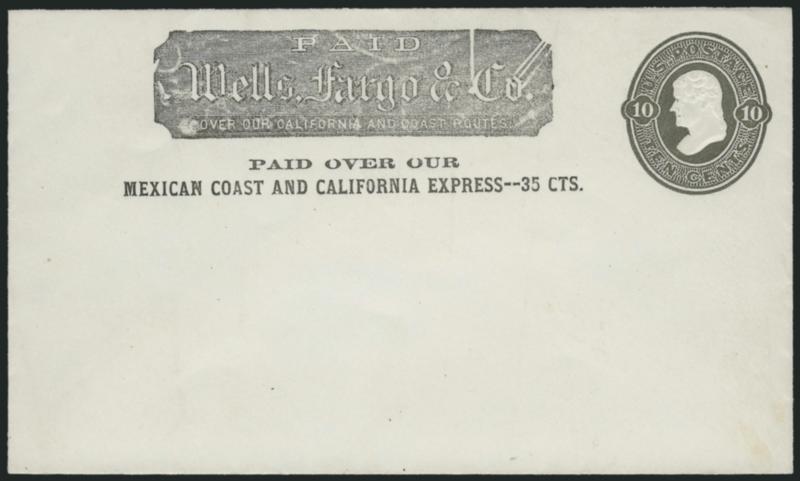 PAID
Wells, Fargo & Co.
OVER OUR CALIFORNIA AND COAST ROUTES.
PAID OVER OUR
MEXICAN COAST AND CALIFORNIA EXPRESS--35 CTS.
U.S. POSTAGE
10 10
TEN CENTS